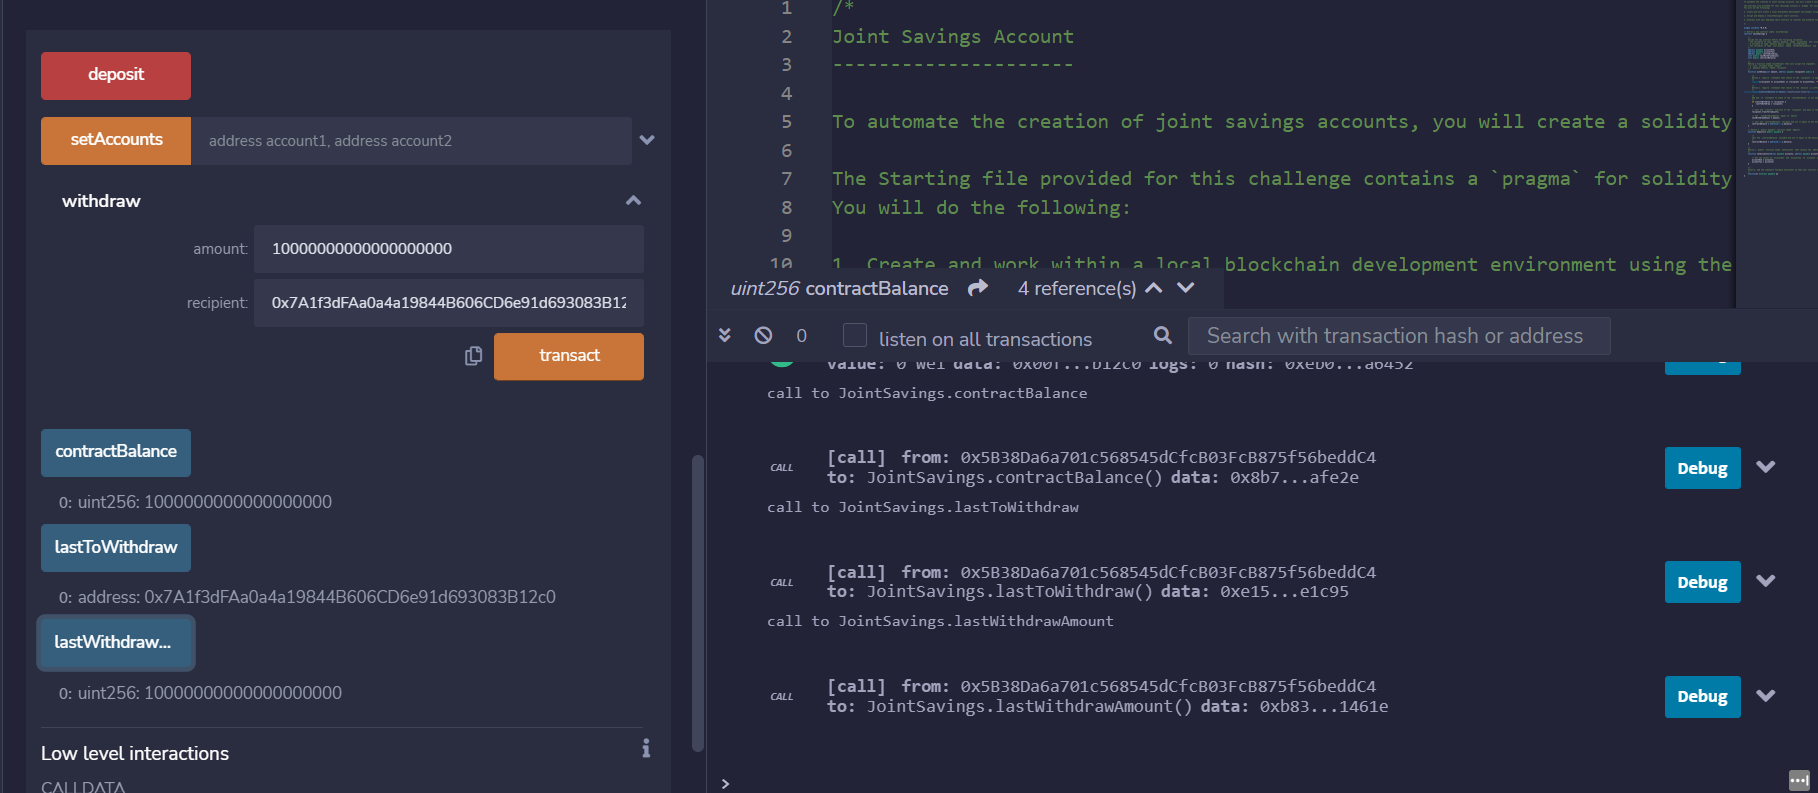 deposit
setAccounts
address account1, address account2
withdraw
amount:
10000000000000000000
recipient:
0x7A1f3dFAa0a4a19844B606CD6e91d693083B12
transact
contractBalance
0: uint256: 1000000000000000000
lastToWithdraw
0: address: 0x7A1f3dFAa0a4a19844B606CD6e91d693083B12c0
lastWithdraw...
0: uint256: 10000000000000000000
Low level interactions
CALLDATA
1 /*
2 Joint Savings Account
3 ---------------------
4
5 To automate the creation of joint savings accounts, you will create a solidity
6
7 The Starting file provided for this challenge contains a `pragma` for solidity
8 You will do the following:
9
10 1. Create and work within a local blockchain development environment using the
uint256 contractBalance 4 reference(s)
0 listen on all transactions
Search with transaction hash or address
value: 0 wei data: 0x00f...b12c0 logs: 0 hash: 0xeb0...a6452
call to JointSavings.contractBalance
CALL [call] from: 0x5B38Da6a701c568545dCfcB03FcB875f56beddC4
to: JointSavings.contractBalance() data: 0x8b7...afe2e
Debug
call to JointSavings.lastToWithdraw
CALL [call] from: 0x5B38Da6a701c568545dCfcB03FcB875f56beddC4
to: JointSavings.lastToWithdraw() data: 0xe15...e1c95
Debug
call to JointSavings.lastWithdrawAmount
CALL [call] from: 0x5B38Da6a701c568545dCfcB03FcB875f56beddC4
to: JointSavings.lastWithdrawAmount() data: 0xb83...1461e
Debug
>